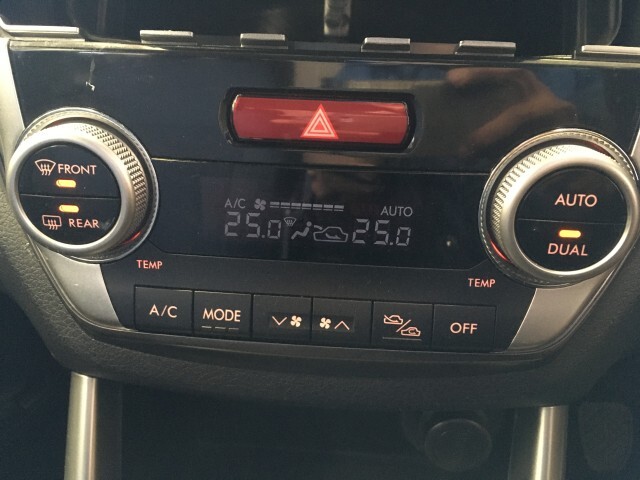 FRONT
REAR
A/C AUTO
25.0 25.0
AUTO
DUAL
TEMP
TEMP
A/C
MODE
OFF